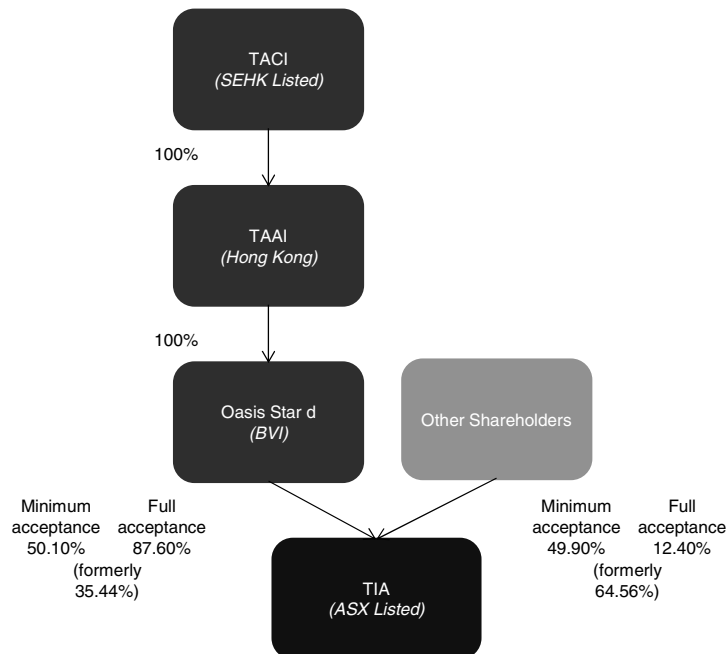 TACI
(SEHK Listed)
100%
TAAI
(Hong Kong)
100%
Oasis Star d
(BVI)
Other Shareholders
Minimum acceptance 50.10%
Full acceptance 87.60%
(formerly 35.44%)
Minimum acceptance 49.90%
Full acceptance 12.40%
(formerly 64.56%)
TIA
(ASX Listed)